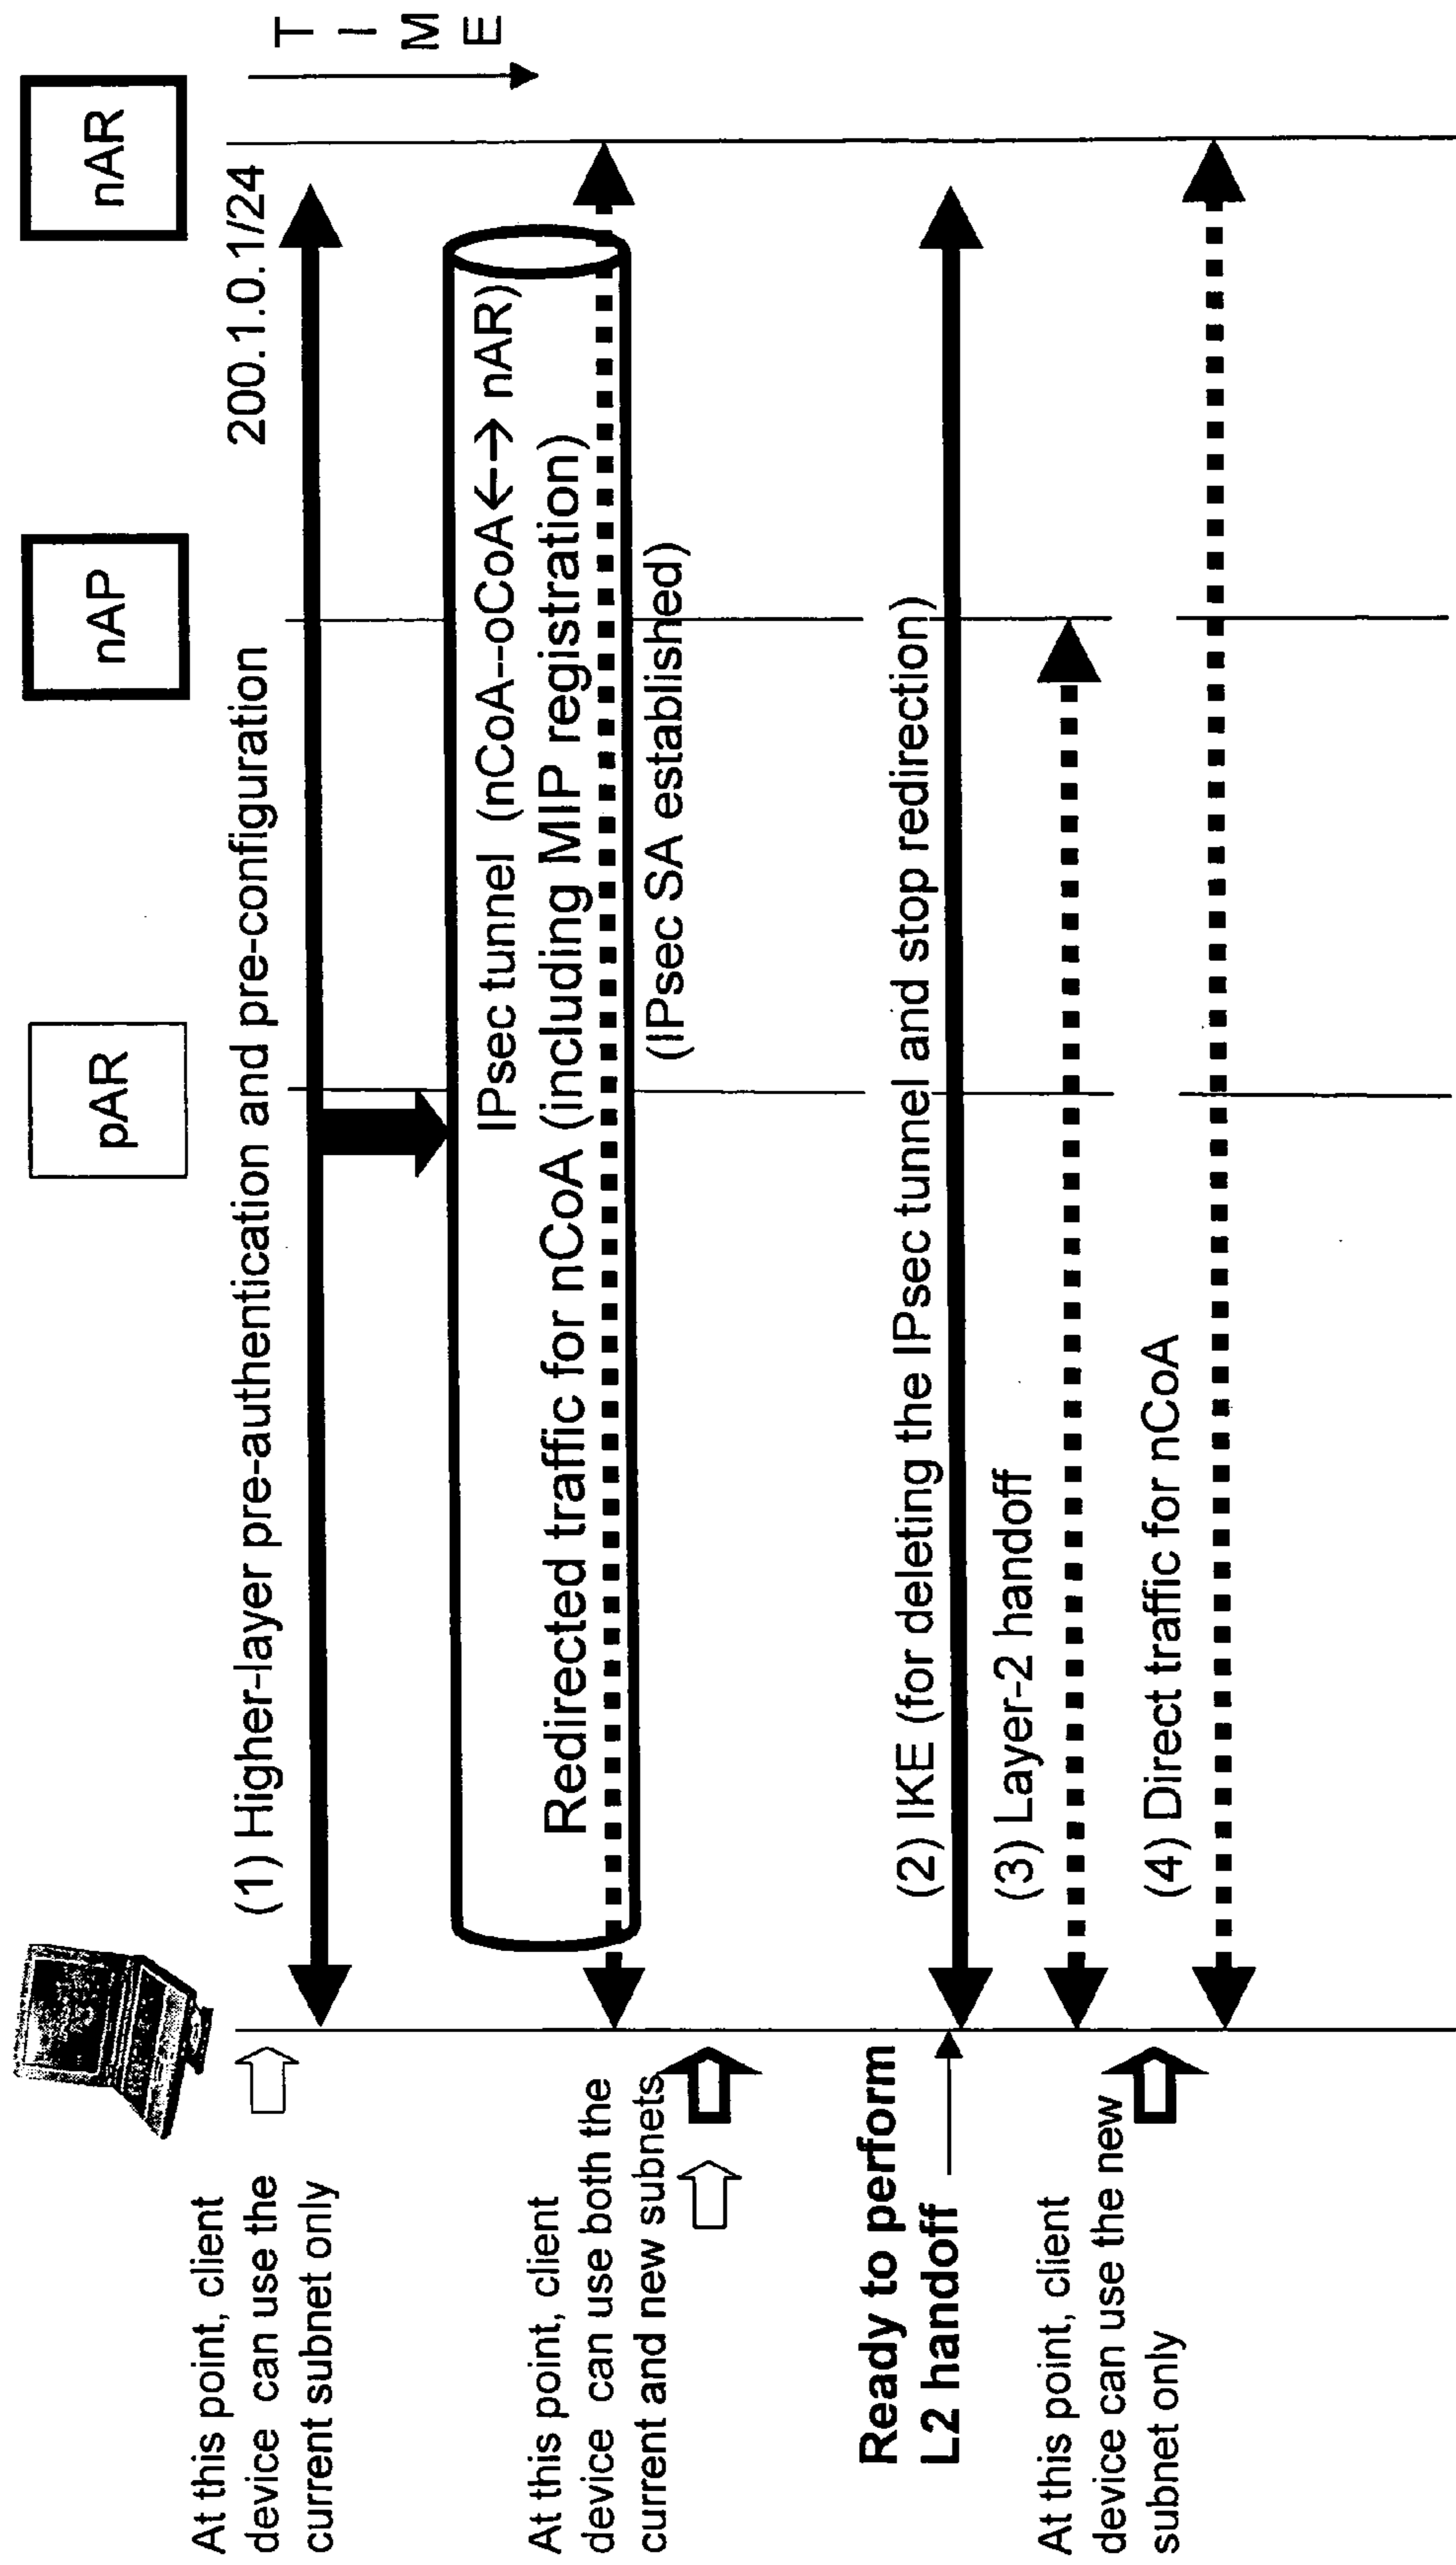 pAR
nAP
nAR
T
I
M
E
200.1.0.1/24
(1) Higher-layer pre-authentication and pre-configuration
At this point, client
device can use the
current subnet only
IPsec tunnel (nCoA--oCoA←→ nAR)
Redirected traffic for nCoA (including MIP registration)
(IPsec SA established)
At this point, client
device can use both the
current and new subnets
(2) IKE (for deleting the IPsec tunnel and stop redirection)
Ready to perform
L2 handoff
(3) Layer-2 handoff
At this point, client
device can use the new
subnet only
(4) Direct traffic for nCoA